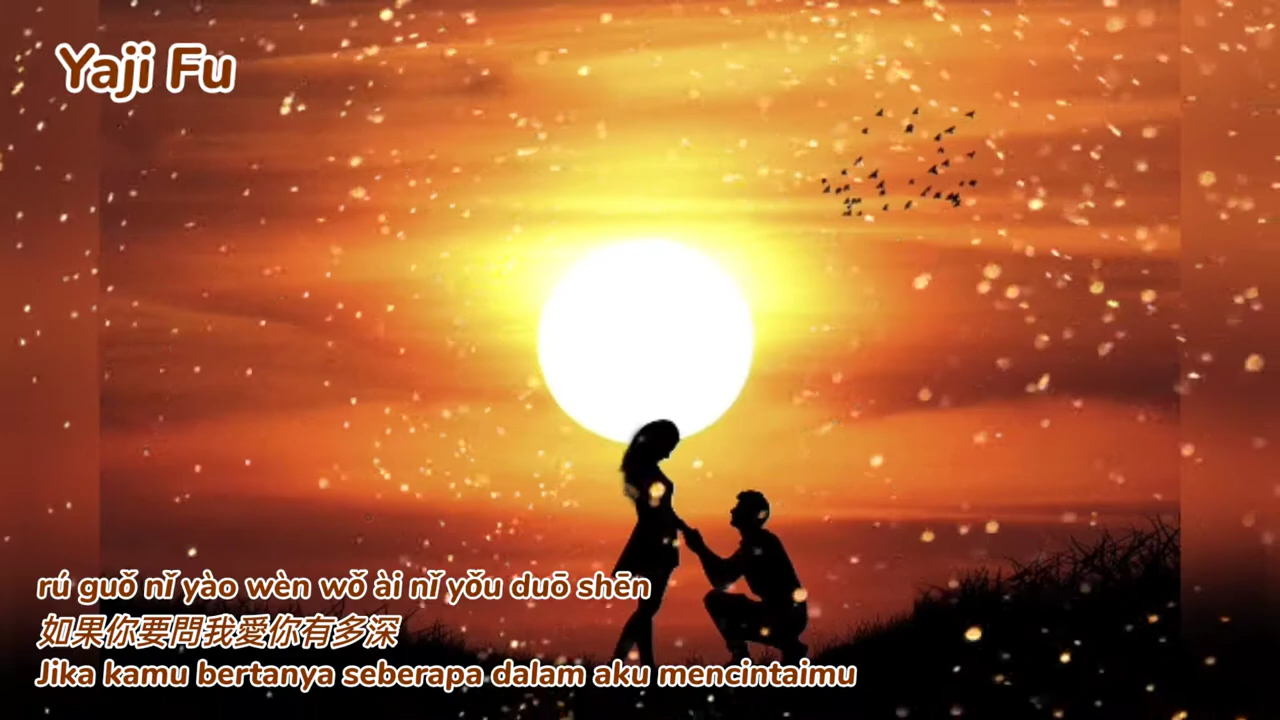 Yaji Fu
rú guǒ nǐ yào wèn wǒ ài nǐ yǒu duō shēn
如果你要問我愛你有多深
Jika kamu bertanya seberapa dalam aku mencintaimu